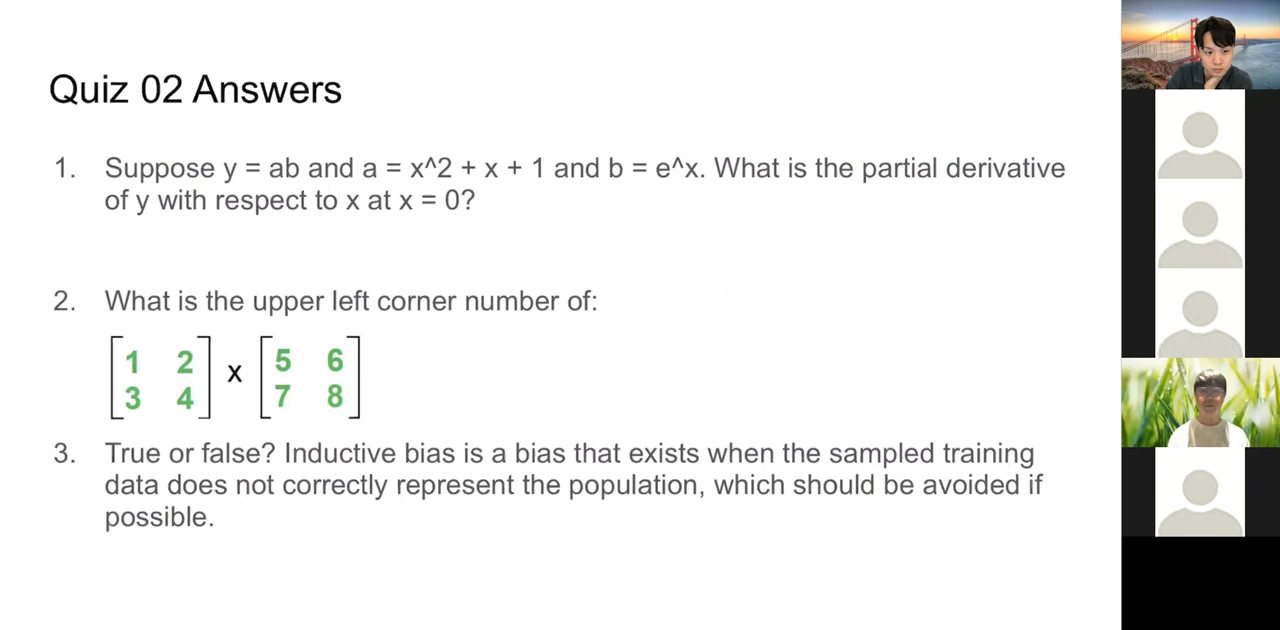 Quiz 02 Answers
1. Suppose y = ab and a = x^2 + x + 1 and b = e^x. What is the partial derivative
of y with respect to x at x = 0?
2. What is the upper left corner number of:
1 2 x 5 6
3 4 7 8
3. True or false? Inductive bias is a bias that exists when the sampled training
data does not correctly represent the population, which should be avoided if
possible.